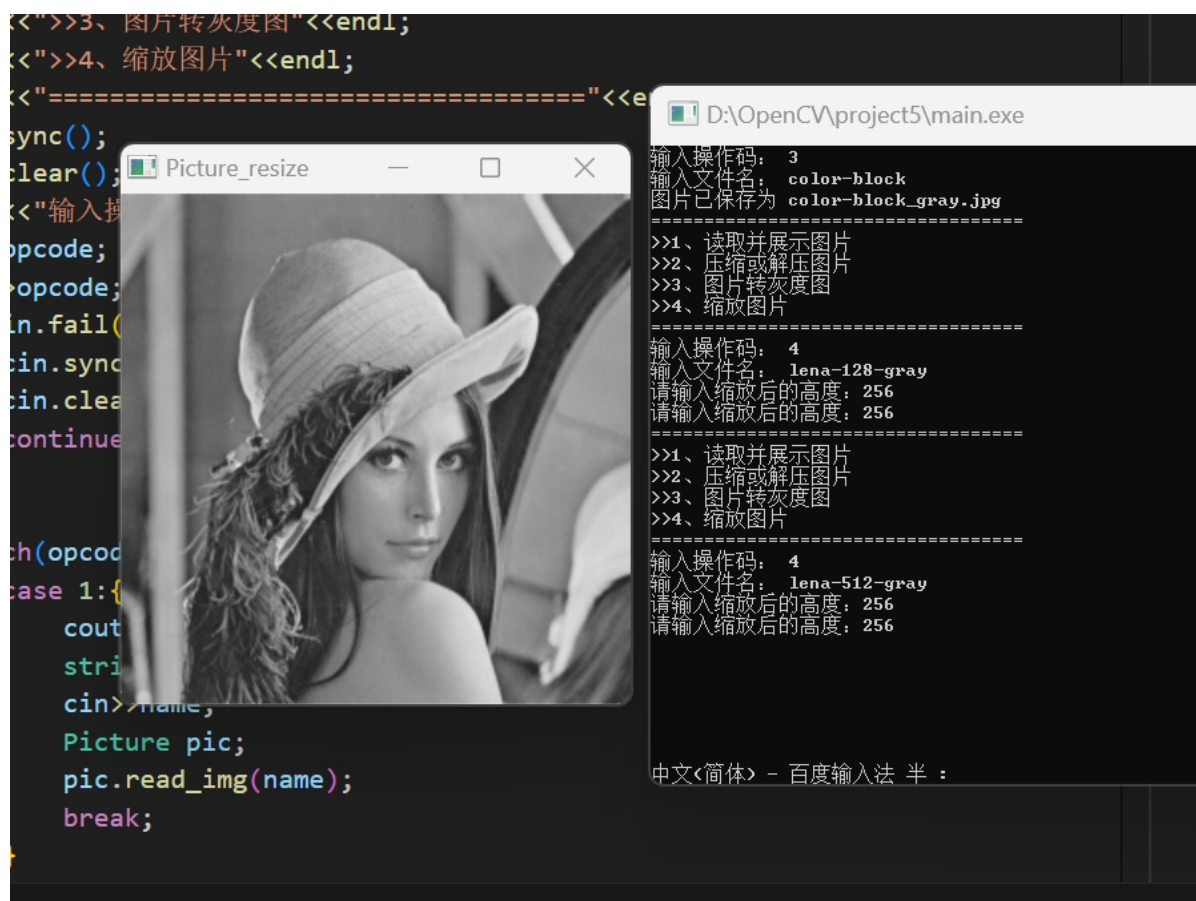 <<">>3、图片转灰度图"<<endl;
<<">>4、缩放图片"<<endl;
<<"==================================="<<e
sync();
clear();
<<"输入操
opcode;
>opcode;
in.fail(
cin.sync
cin.clea
continue
ch(opcod
case 1:{
cout
stri
cin>>name;
Picture pic;
pic.read_img(name);
break;
}
Picture_resize
D:\OpenCV\project5\main.exe
输入操作码： 3
输入文件名： color-block
图片已保存为 color-block_gray.jpg
===================================
>>1、读取并展示图片
>>2、压缩或解压图片
>>3、图片转灰度图
>>4、缩放图片
===================================
输入操作码： 4
输入文件名： lena-128-gray
请输入缩放后的高度：256
请输入缩放后的高度：256
===================================
>>1、读取并展示图片
>>2、压缩或解压图片
>>3、图片转灰度图
>>4、缩放图片
===================================
输入操作码： 4
输入文件名： lena-512-gray
请输入缩放后的高度：256
请输入缩放后的高度：256
中文(简体) - 百度输入法 半 :